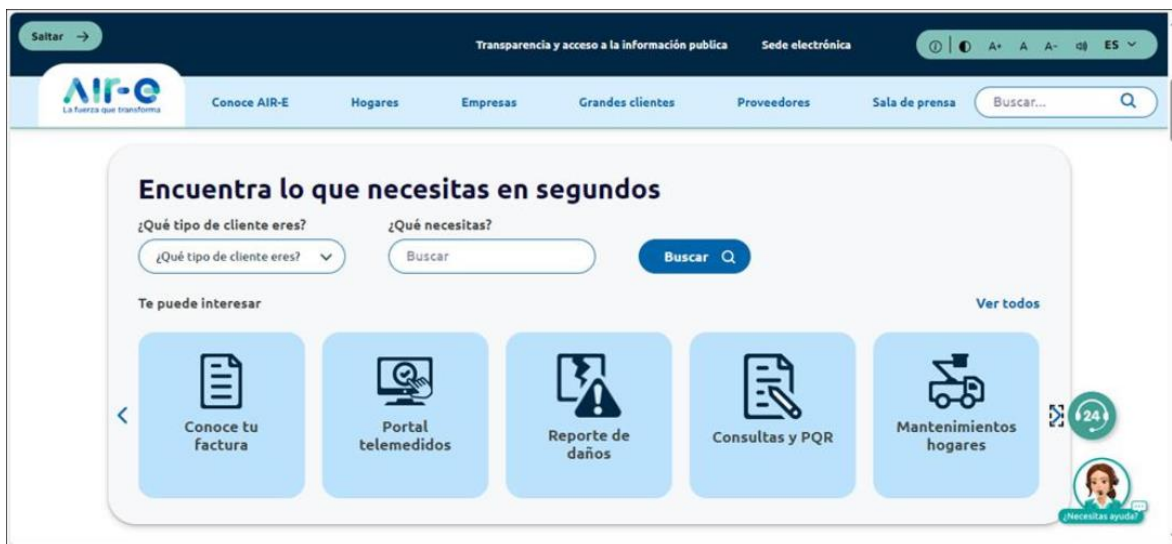 Saltar →
Transparencia y acceso a la información publica
Sede electrónica
A+ A A- ES
AIr-e
La fuerza que transforma
Conoce AIR-E
Hogares
Empresas
Grandes clientes
Proveedores
Sala de prensa
Buscar...
Encuentra lo que necesitas en segundos
¿Qué tipo de cliente eres?
¿Qué necesitas?
¿Qué tipo de cliente eres?
Buscar
Buscar
Te puede interesar
Ver todos
Conoce tu
factura
Portal
telemedidos
Reporte de
daños
Consultas y PQR
Mantenimientos
hogares
24
¿Necesitas ayuda?